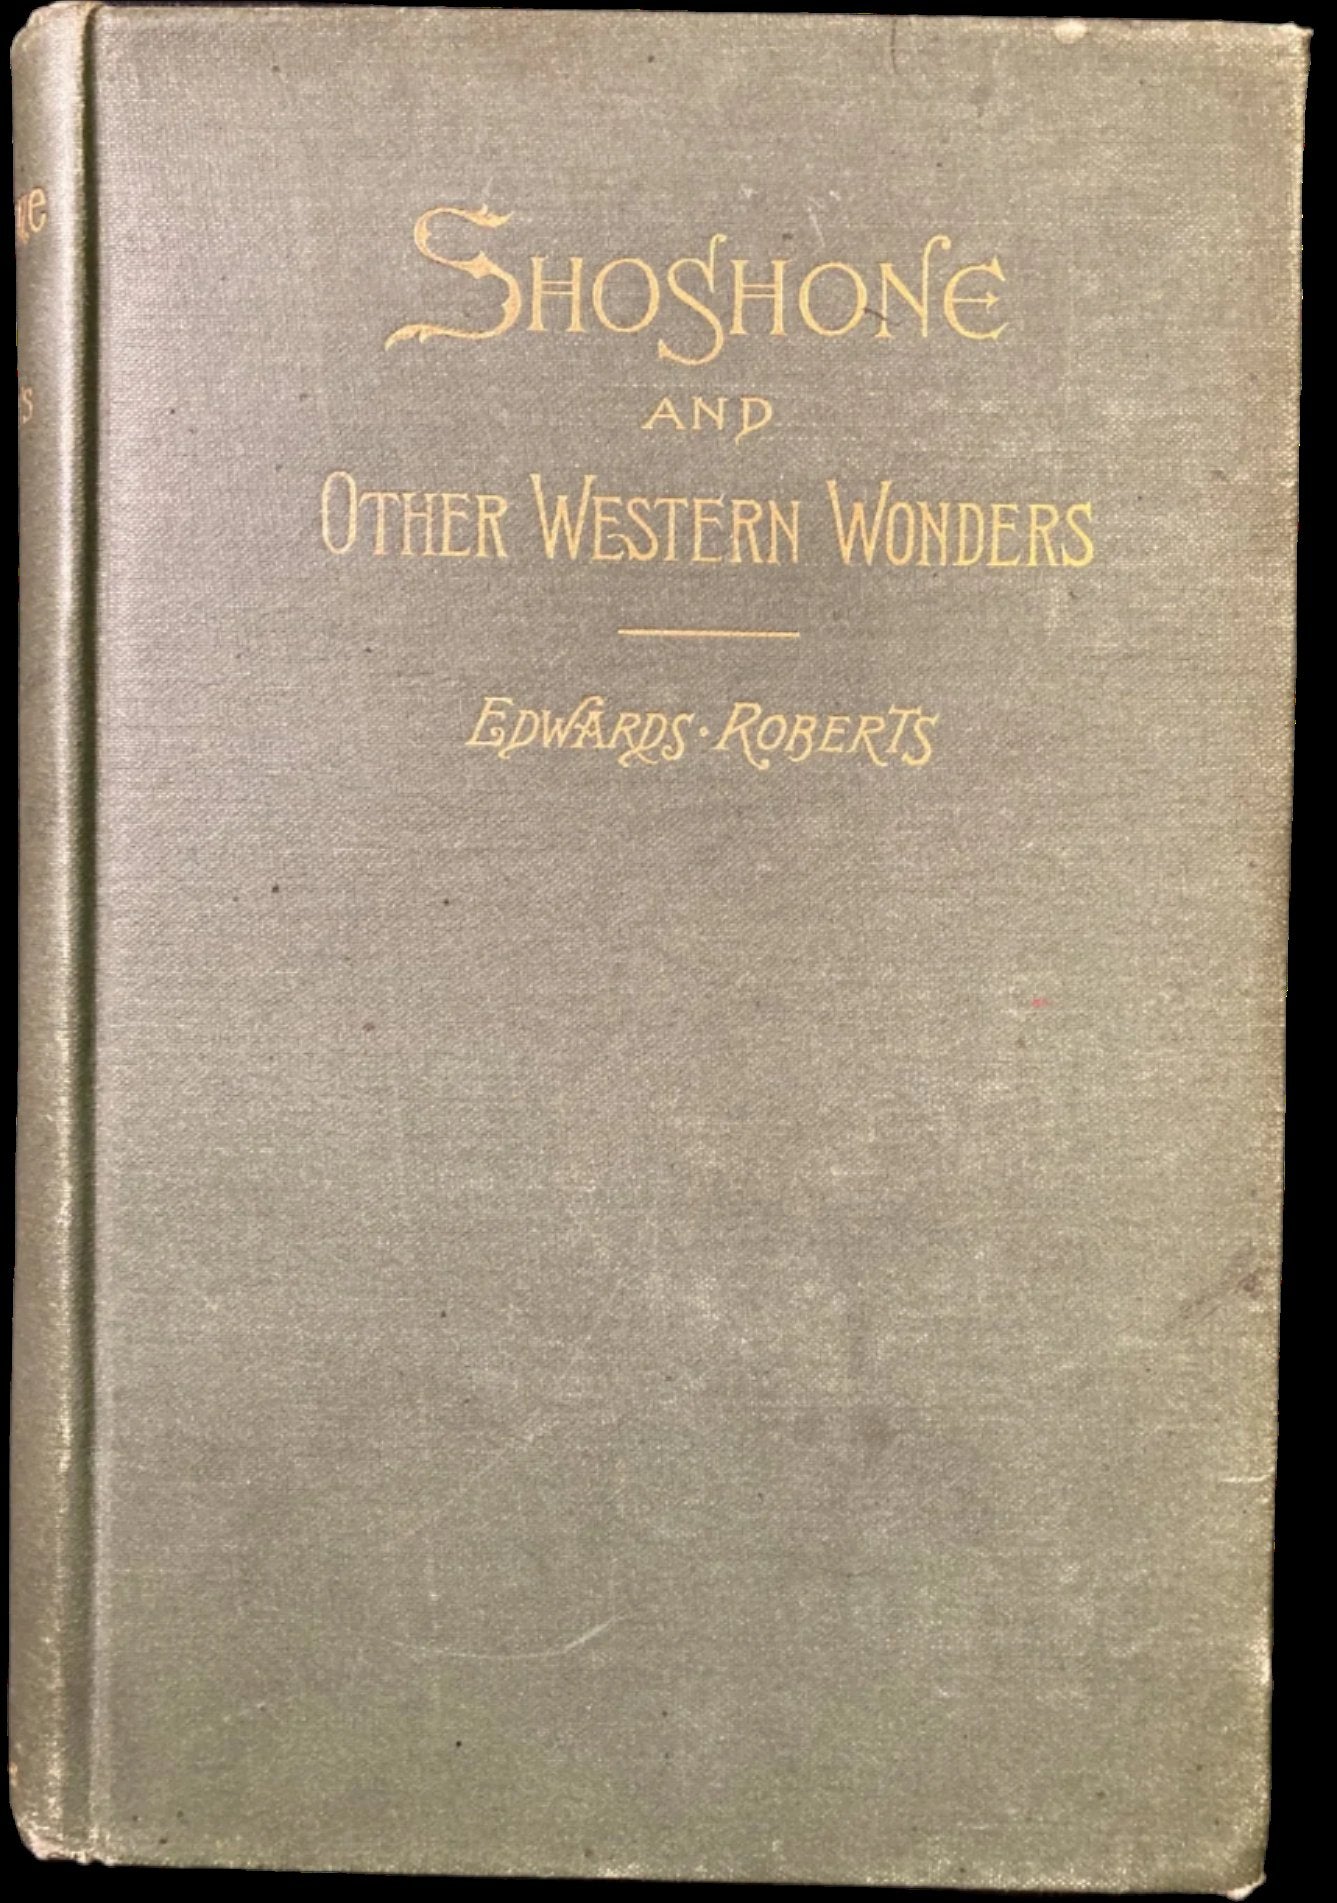 SHOSHONE
AND
OTHER WESTERN WONDERS
EDWARDS · ROBERTS